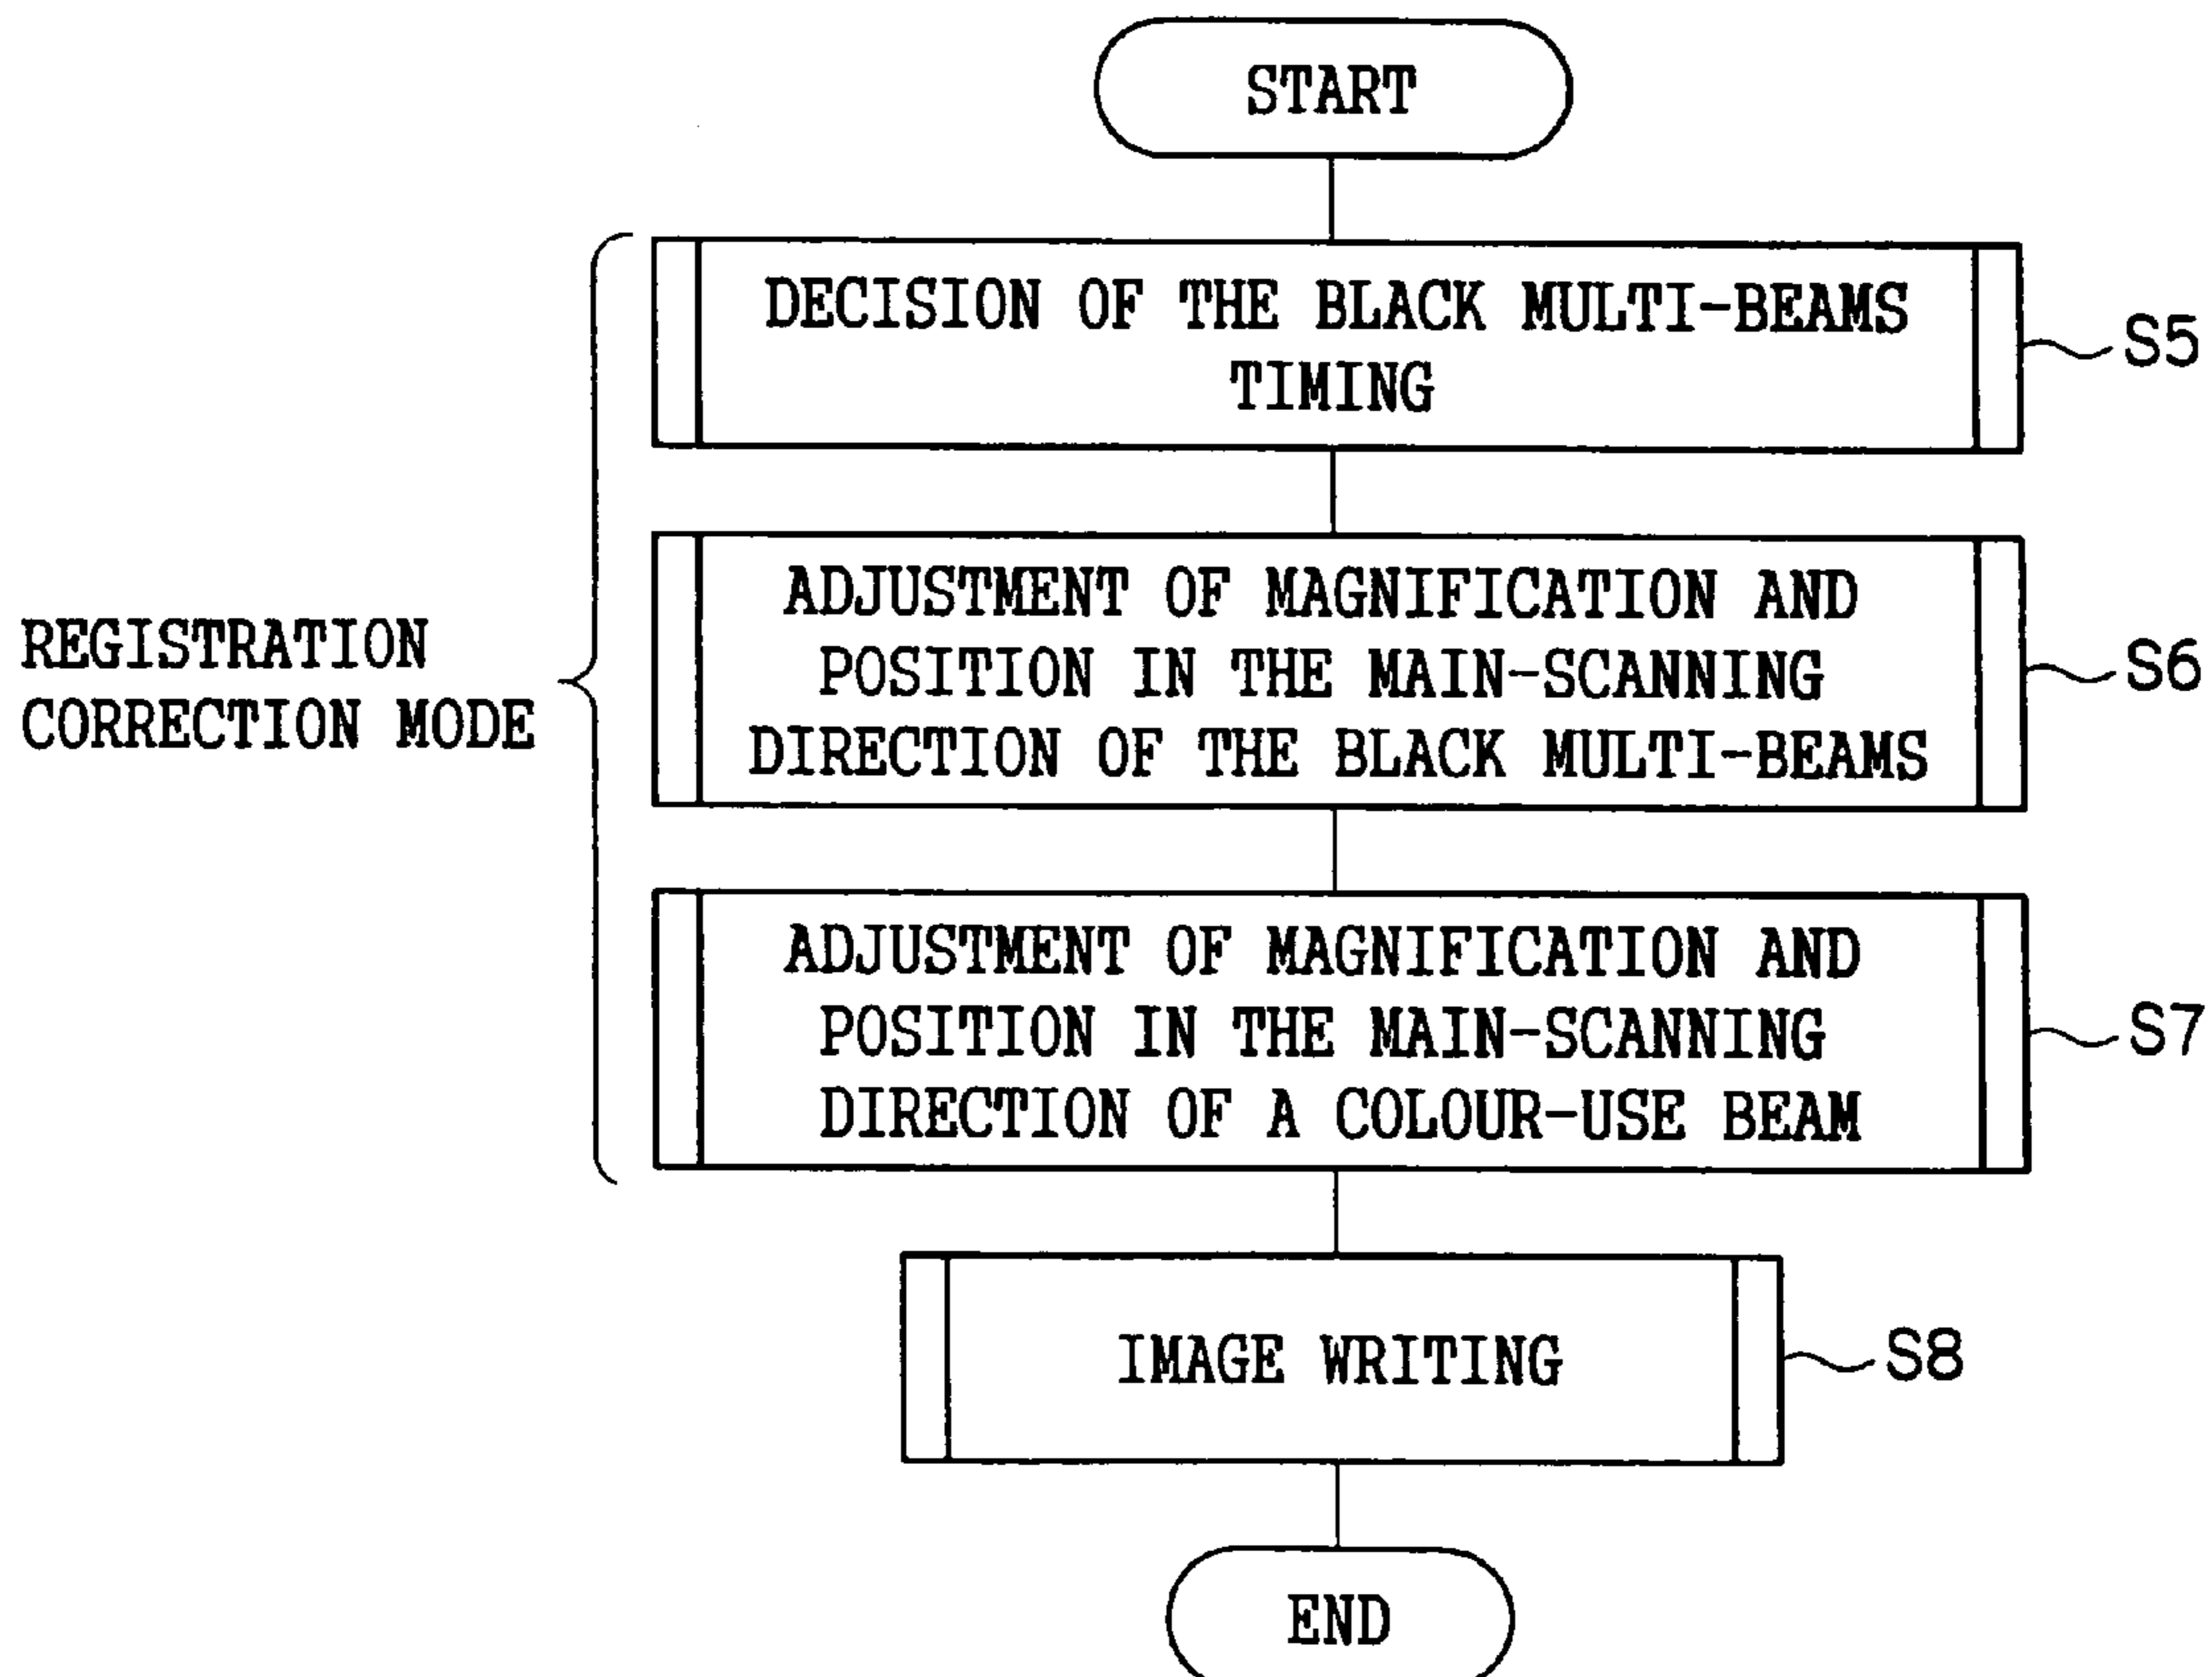 START
DECISION OF THE BLACK MULTI-BEAMS
TIMING
S5
REGISTRATION
CORRECTION MODE
ADJUSTMENT OF MAGNIFICATION AND
POSITION IN THE MAIN-SCANNING
DIRECTION OF THE BLACK MULTI-BEAMS
S6
ADJUSTMENT OF MAGNIFICATION AND
POSITION IN THE MAIN-SCANNING
DIRECTION OF A COLOUR-USE BEAM
S7
IMAGE WRITING
S8
END